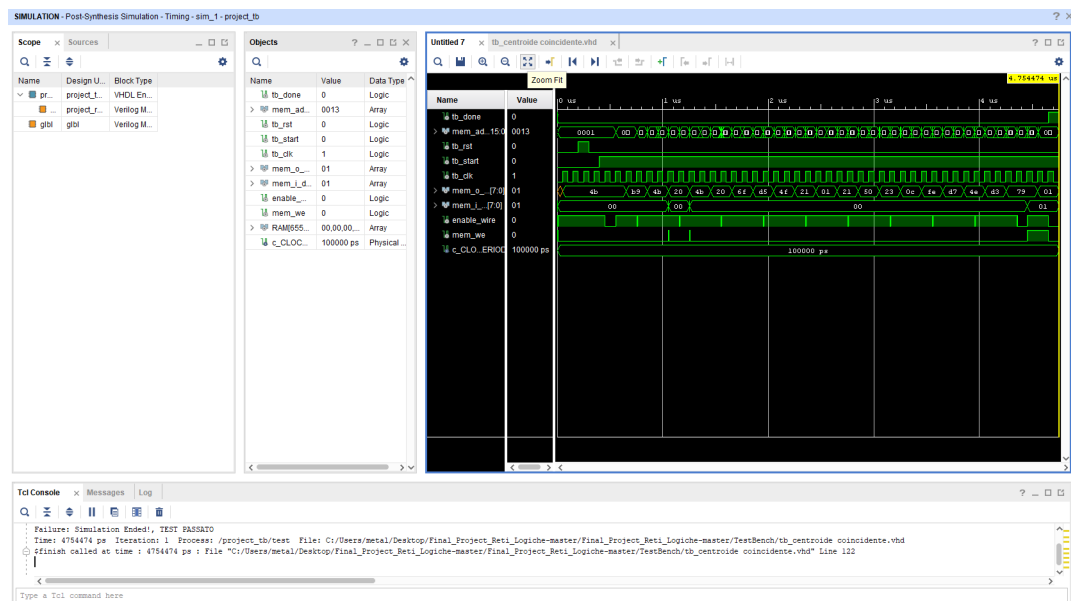 SIMULATION - Post-Synthesis Simulation - Timing - sim_1 - project_tb
Scope
Sources
Name Design U... Block Type
pr... project_t... VHDL En...
... project_r... Verilog M...
glbl glbl Verilog M...
Objects
Name Value Data Type
tb_done 0 Logic
mem_ad... 0013 Array
tb_rst 0 Logic
tb_start 0 Logic
tb_clk 1 Logic
mem_o_... 01 Array
mem_i_d... 01 Array
enable_... 0 Logic
mem_we 0 Logic
RAM[655... 00,00,00,... Array
c_CLOC... 100000 ps Physical ...
Untitled 7
tb_centroide coincidente.vhd
Zoom Fit
4.754474 us
Name Value
0 us 1 us 2 us 3 us 4 us
tb_done 0
mem_ad...15:0 0013 0001
tb_rst 0
tb_start 0
tb_clk 1
mem_o_...[7:0] 01 4b b9 4b 20 4b 20 6f d5 4f 21 01 21 50 23 0c fe d7 4e d3 79 01
mem_i_...[7:0] 01 00 00 00 01
enable_wire 0
mem_we 0
c_CLO..ERIOD 100000 ps 100000 ps
Tcl Console
Messages
Log
Failure: Simulation Ended!, TEST PASSATO
Time: 4754474 ps Iteration: 1 Process: /project_tb/test File: C:/Users/metal/Desktop/Final_Project_Reti_Logiche-master/Final_Project_Reti_Logiche-master/TestBench/tb_centroide coincidente.vhd
$finish called at time : 4754474 ps : File "C:/Users/metal/Desktop/Final_Project_Reti_Logiche-master/Final_Project_Reti_Logiche-master/TestBench/tb_centroide coincidente.vhd" Line 122
Type a Tcl command here